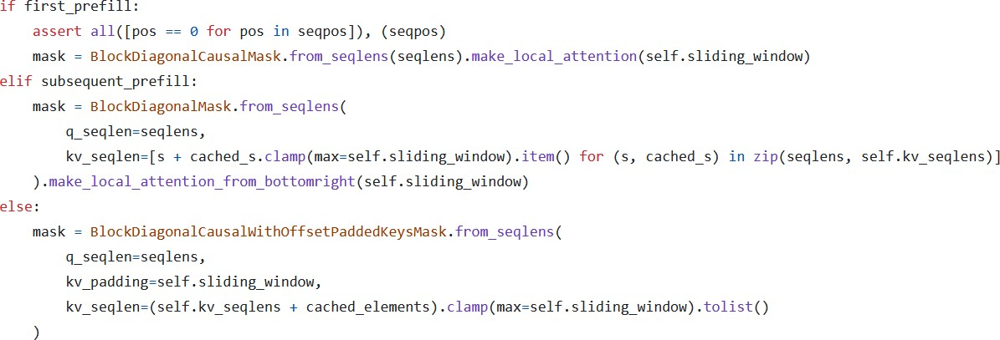 if first_prefill:
    assert all([pos == 0 for pos in seqpos]), (seqpos)
    mask = BlockDiagonalCausalMask.from_seqlens(seqlens).make_local_attention(self.sliding_window)
elif subsequent_prefill:
    mask = BlockDiagonalMask.from_seqlens(
        q_seqlen=seqlens,
        kv_seqlen=[s + cached_s.clamp(max=self.sliding_window).item() for (s, cached_s) in zip(seqlens, self.kv_seqlens)]
    ).make_local_attention_from_bottomright(self.sliding_window)
else:
    mask = BlockDiagonalCausalWithOffsetPaddedKeysMask.from_seqlens(
        q_seqlen=seqlens,
        kv_padding=self.sliding_window,
        kv_seqlen=(self.kv_seqlens + cached_elements).clamp(max=self.sliding_window).tolist()
    )